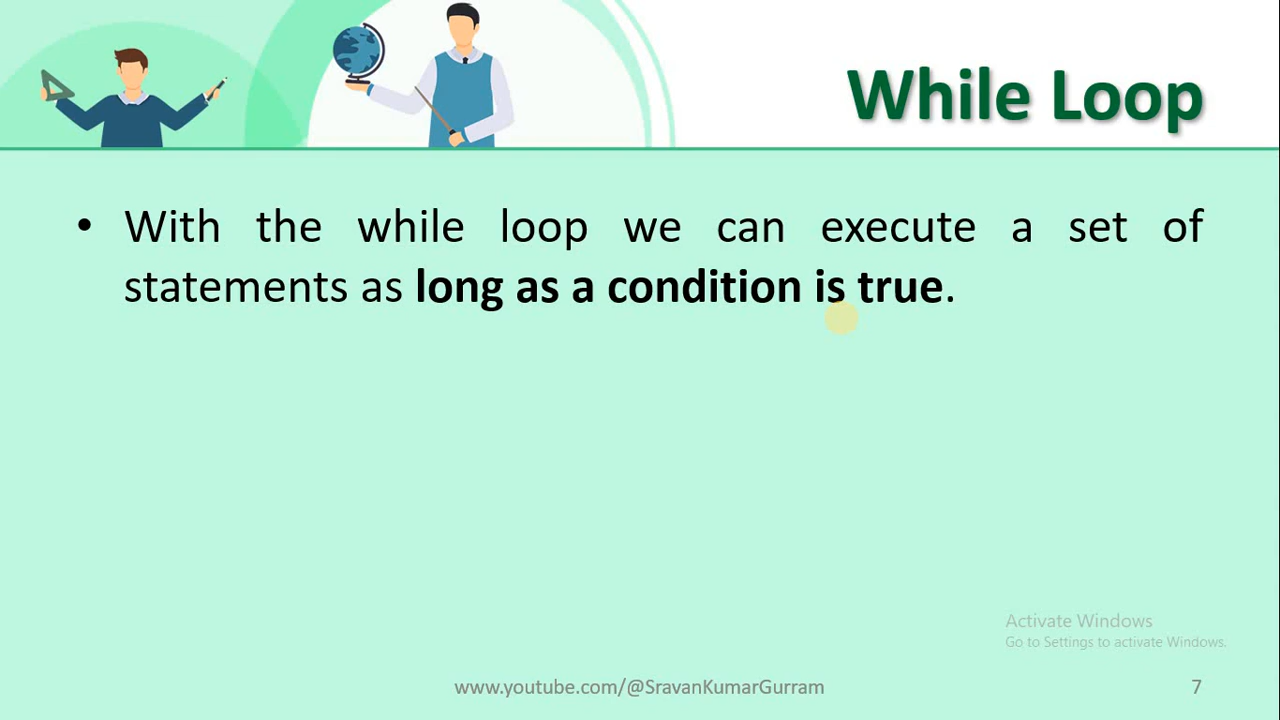 While Loop
• With the while loop we can execute a set of
statements as long as a condition is true.
Activate Windows
Go to Settings to activate Windows.
www.youtube.com/@SravanKumarGurram
7